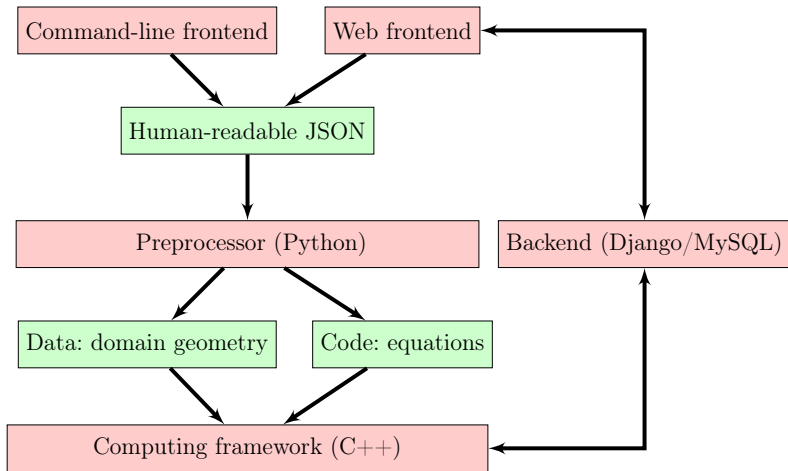 Command-line frontend
Web frontend
Human-readable JSON
Preprocessor (Python)
Backend (Django/MySQL)
Data: domain geometry
Code: equations
Computing framework (C++)